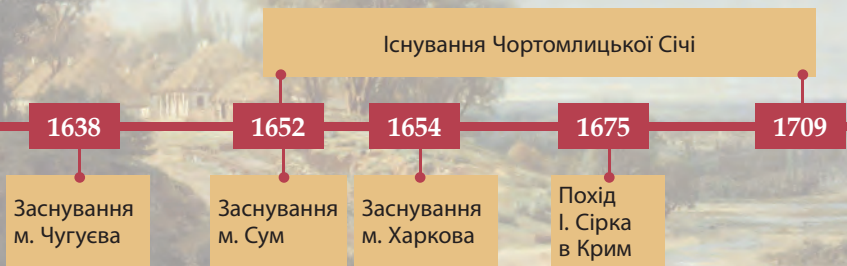 Існування Чортомлицької Січі
1638
1652
1654
1675
1709
Заснування
м. Чугуєва
Заснування
м. Сум
Заснування
м. Харкова
Похід
І. Сірка
в Крим